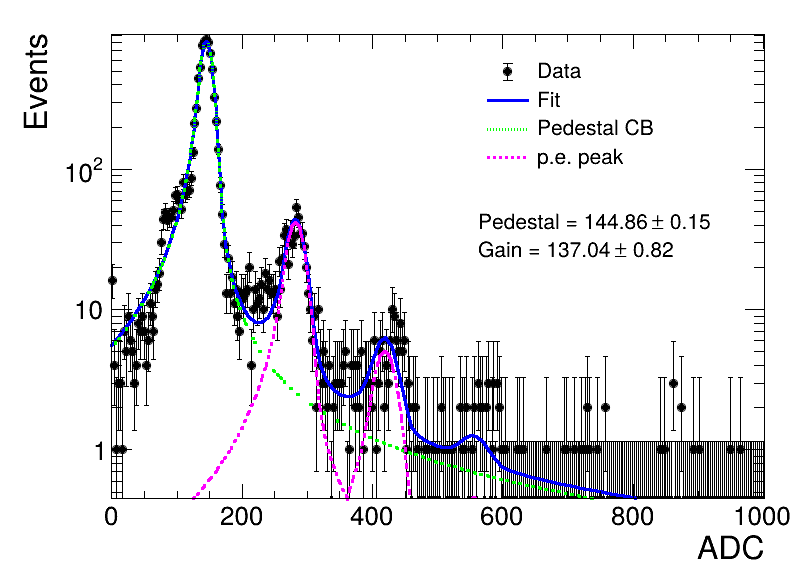 Events
Data
Fit
Pedestal CB
p.e. peak
Pedestal = 144.86 ± 0.15
Gain = 137.04 ± 0.82
10²
10
1
0 200 400 600 800 1000
ADC